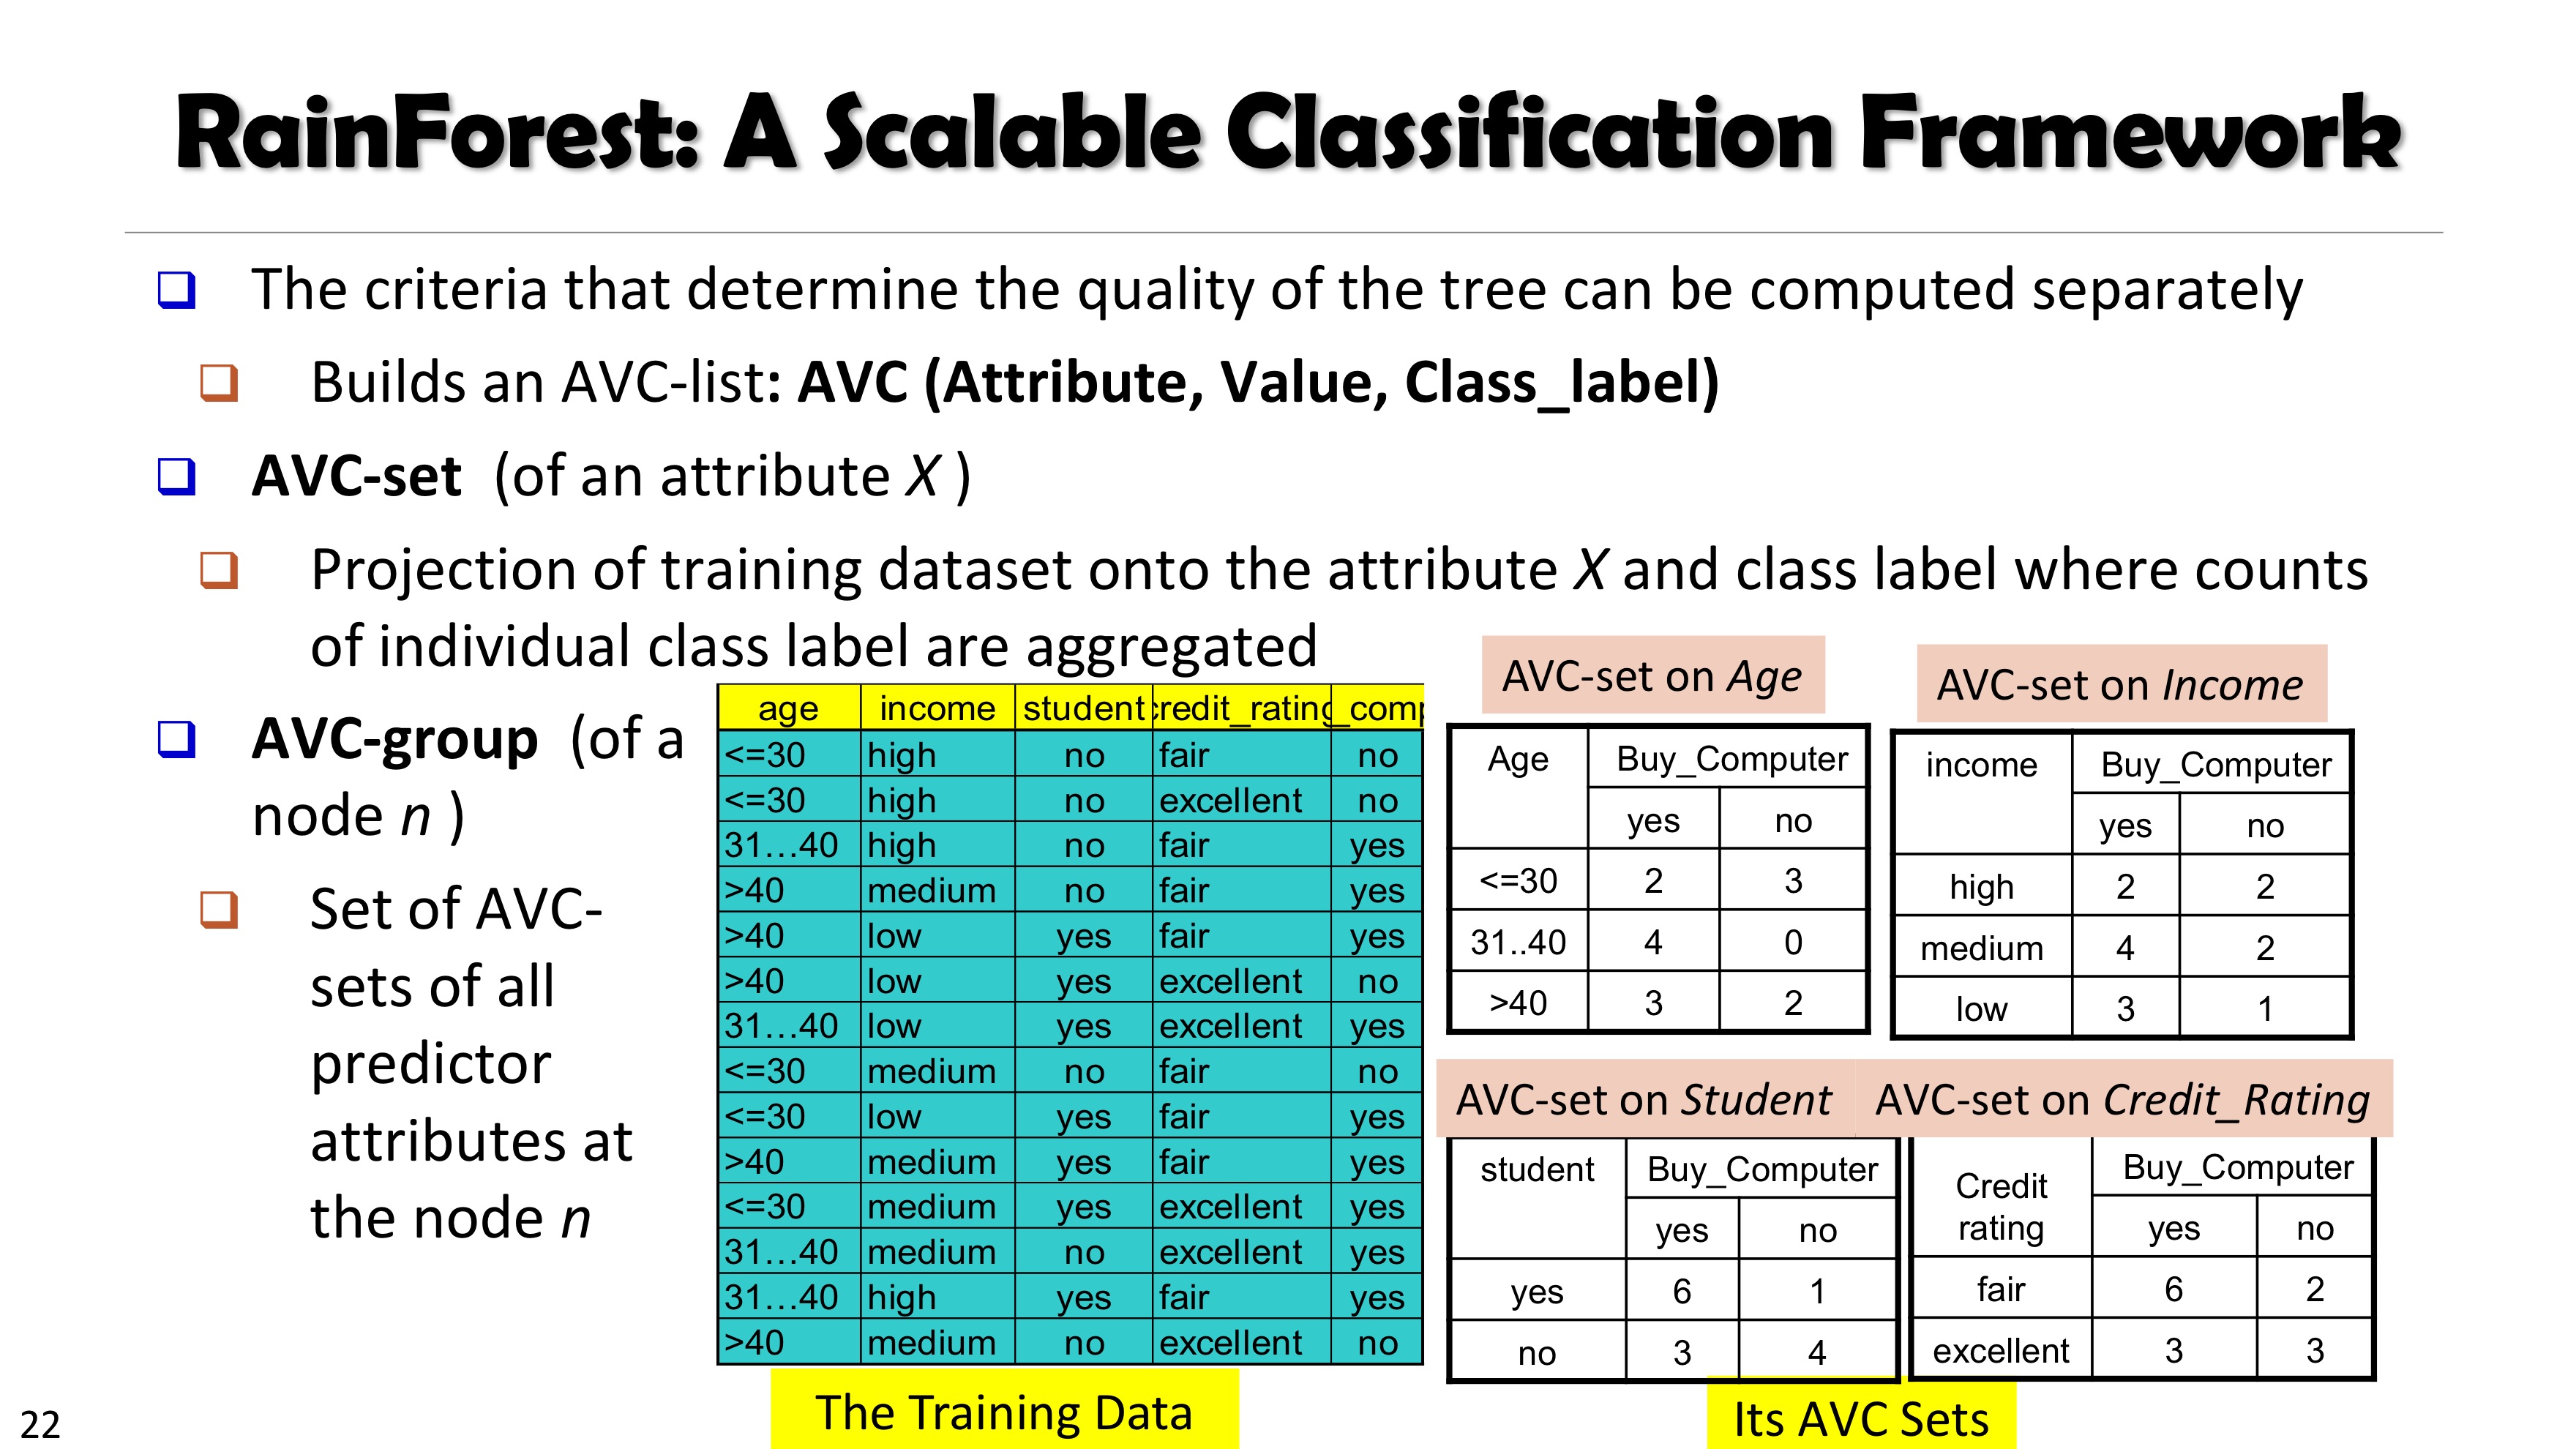 RainForest: A Scalable Classification Framework
The criteria that determine the quality of the tree can be computed separately
Builds an AVC-list: AVC (Attribute, Value, Class_label)
AVC-set (of an attribute X )
Projection of training dataset onto the attribute X and class label where counts
of individual class label are aggregated
AVC-group (of a
node n )
Set of AVC-
sets of all
predictor
attributes at
the node n
age income student credit_rating _comp
<=30 high no fair no
<=30 high no excellent no
31…40 high no fair yes
>40 medium no fair yes
>40 low yes fair yes
>40 low yes excellent no
31…40 low yes excellent yes
<=30 medium no fair no
<=30 low yes fair yes
>40 medium yes fair yes
<=30 medium yes excellent yes
31…40 medium no excellent yes
31…40 high yes fair yes
>40 medium no excellent no
The Training Data
AVC-set on Age
Age Buy_Computer
yes no
<=30 2 3
31..40 4 0
>40 3 2
AVC-set on Income
income Buy_Computer
yes no
high 2 2
medium 4 2
low 3 1
AVC-set on Student
student Buy_Computer
yes no
yes 6 1
no 3 4
AVC-set on Credit_Rating
Credit
rating
Buy_Computer
yes no
fair 6 2
excellent 3 3
Its AVC Sets
22